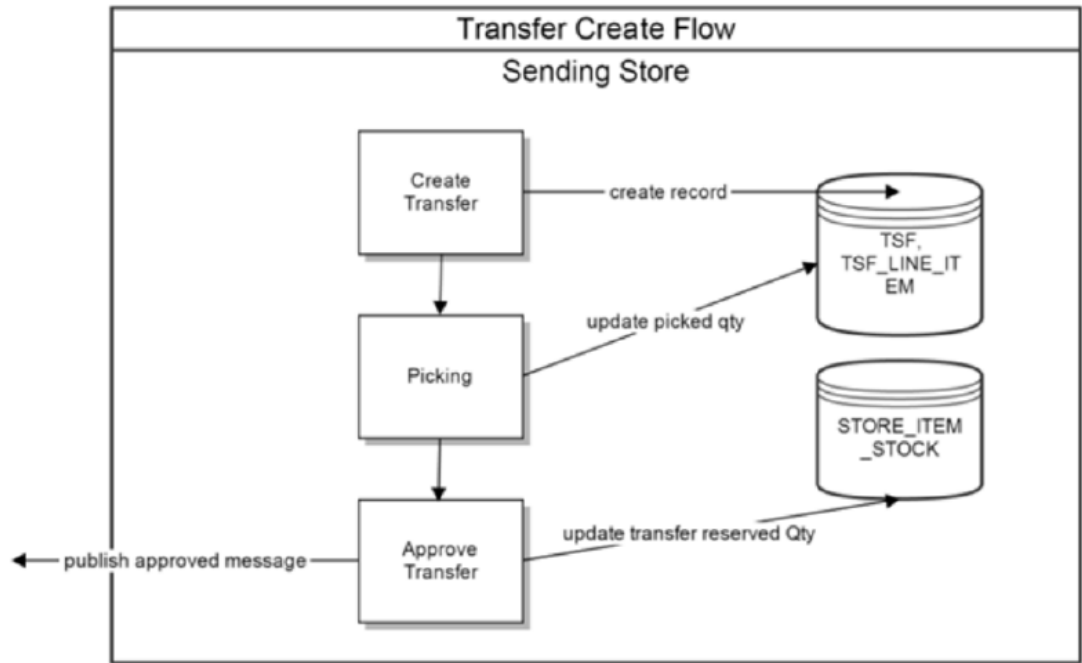 Transfer Create Flow
Sending Store
Create
Transfer
create record
TSF,
TSF_LINE_IT
EM
update picked qty
Picking
STORE_ITEM
_STOCK
update transfer reserved Qty
publish approved message
Approve
Transfer